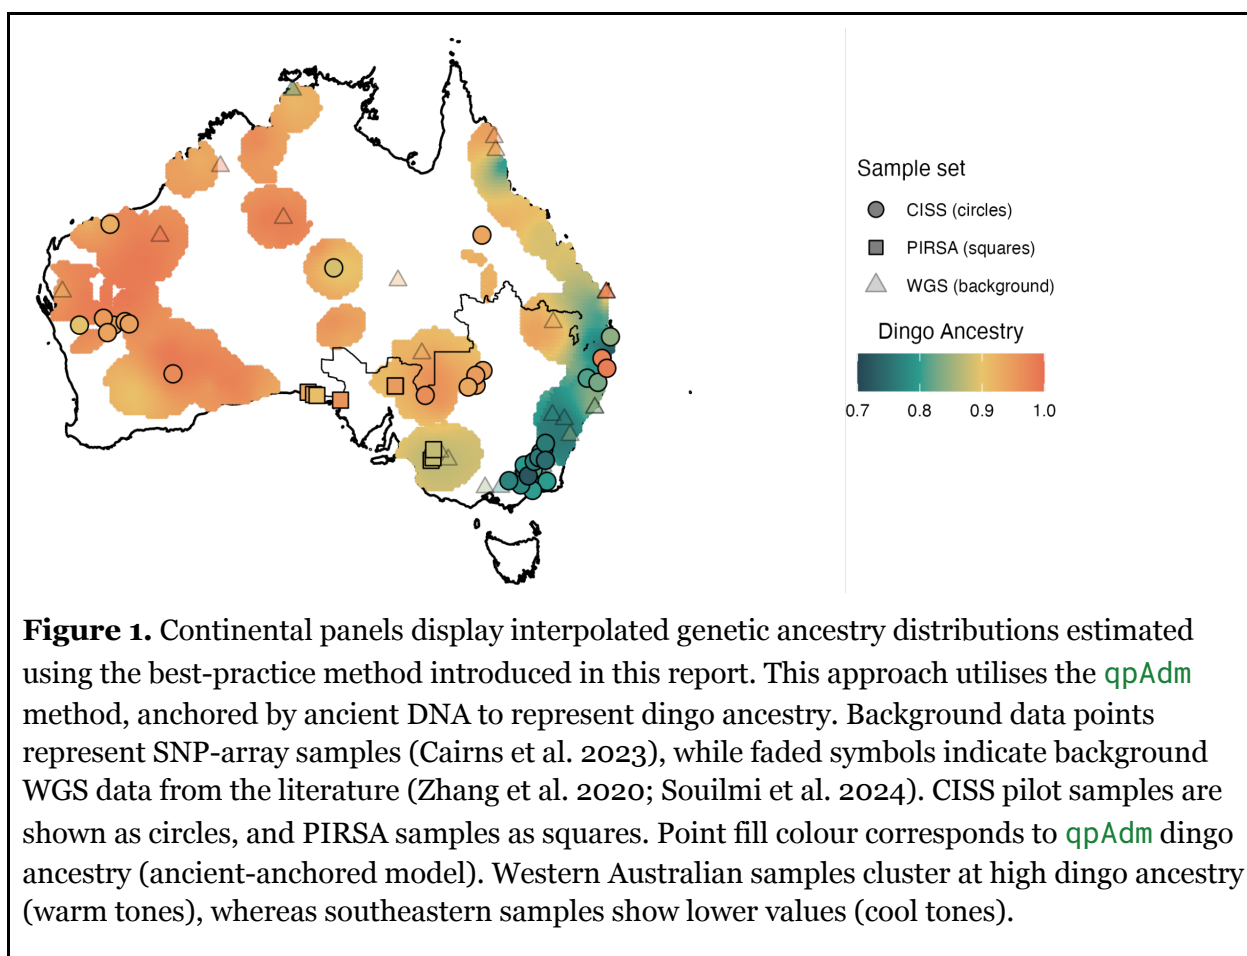 Sample set
CISS (circles)
PIRSA (squares)
WGS (background)
Dingo Ancestry
0.7 0.8 0.9 1.0
Figure 1. Continental panels display interpolated genetic ancestry distributions estimated
using the best-practice method introduced in this report. This approach utilises the qpAdm
method, anchored by ancient DNA to represent dingo ancestry. Background data points
represent SNP-array samples (Cairns et al. 2023), while faded symbols indicate background
WGS data from the literature (Zhang et al. 2020; Souilmi et al. 2024). CISS pilot samples are
shown as circles, and PIRSA samples as squares. Point fill colour corresponds to qpAdm dingo
ancestry (ancient-anchored model). Western Australian samples cluster at high dingo ancestry
(warm tones), whereas southeastern samples show lower values (cool tones).